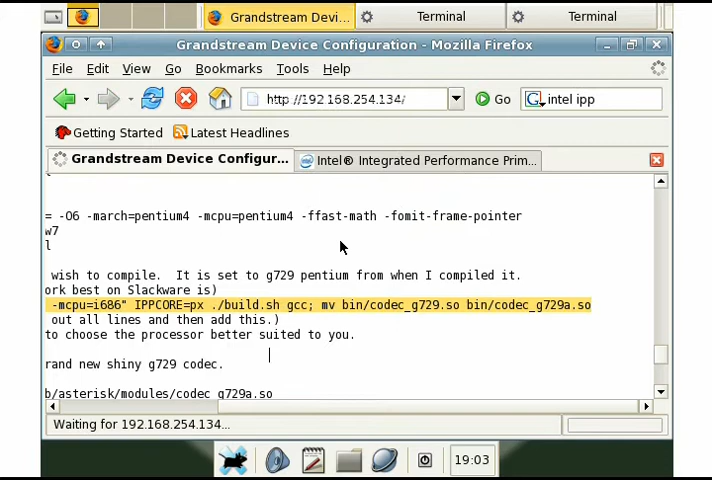 Grandstream Devi...
Terminal
Terminal
Grandstream Device Configuration - Mozilla Firefox
File Edit View Go Bookmarks Tools Help
http://192.168.254.134/
Go
intel ipp
Getting Started
Latest Headlines
Grandstream Device Configur...
Intel® Integrated Performance Prim...
= -O6 -march=pentium4 -mcpu=pentium4 -ffast-math -fomit-frame-pointer
w7
l
wish to compile. It is set to g729 pentium from when I compiled it.
ork best on Slackware is)
-mcpu=i686" IPPCORE=px ./build.sh gcc; mv bin/codec_g729.so bin/codec_g729a.so
out all lines and then add this.)
to choose the processor better suited to you.
rand new shiny g729 codec.
b/asterisk/modules/codec_g729a.so
Waiting for 192.168.254.134...
19:03